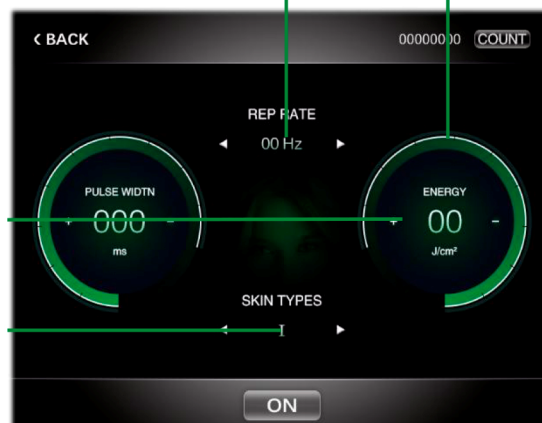 < BACK
00000000 COUNT
REP RATE
00 Hz
PULSE WIDTN
+ 000 -
ms
ENERGY
+ 00 -
J/cm²
SKIN TYPES
I
ON